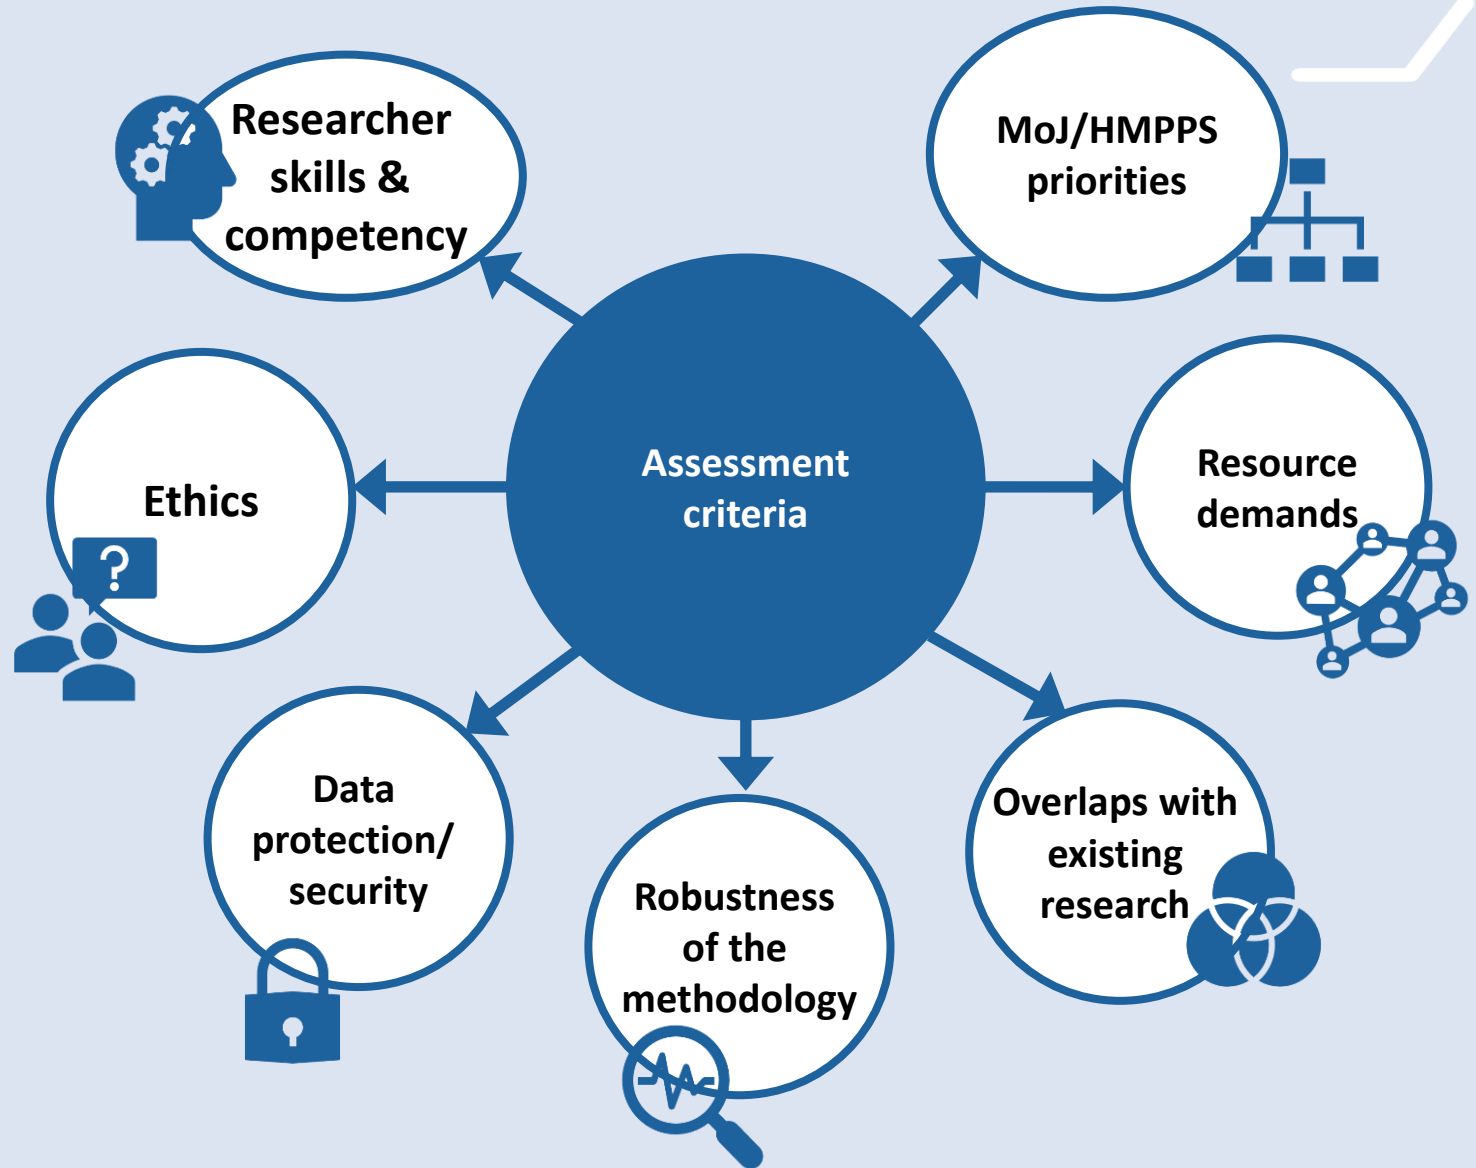 Researcher
skills &
competency
MoJ/HMPPS
priorities
Assessment
criteria
Resource
demands
Ethics
?
Data
protection/
security
Robustness
of the
methodology
Overlaps with
existing
research